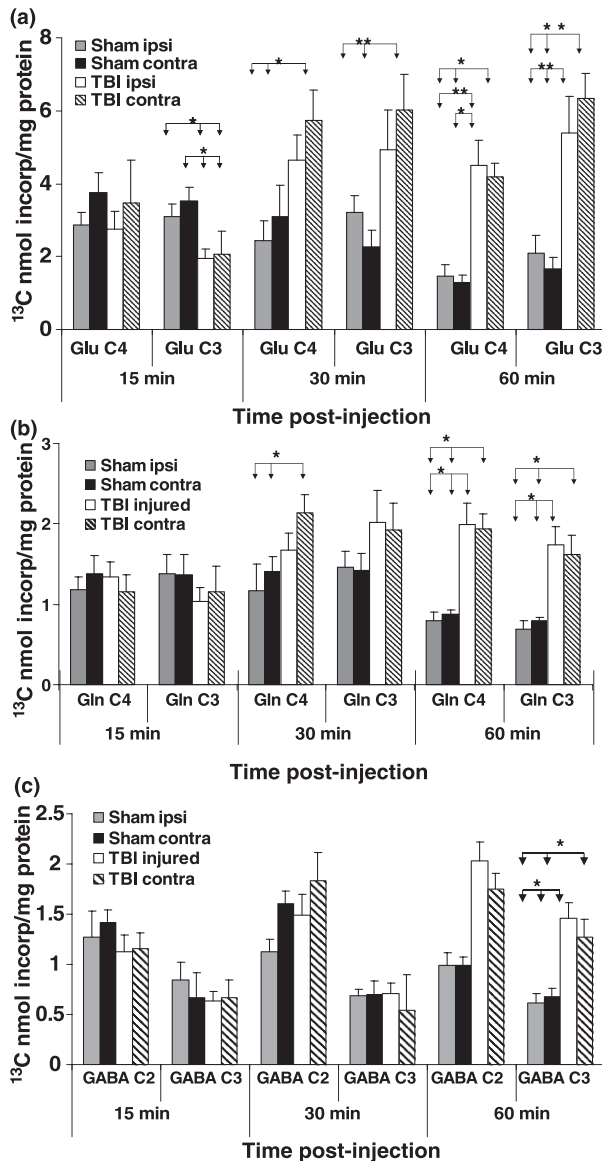 (a)
¹³C nmol incorp/mg protein
8
6
4
2
0
Sham ipsi
Sham contra
TBI ipsi
TBI contra
*
*
*
**
*
**
*
* *
**
Glu C4 Glu C3 Glu C4 Glu C3 Glu C4 Glu C3
15 min 30 min 60 min
Time post-injection
(b)
¹³C nmol incorp/mg protein
3
2
1
0
Sham ipsi
Sham contra
TBI injured
TBI contra
*
*
*
*
*
Gln C4 Gln C3 Gln C4 Gln C3 Gln C4 Gln C3
15 min 30 min 60 min
Time post-injection
(c)
¹³C nmol incorp/mg protein
2.5
2
1.5
1
0.5
0
Sham ipsi
Sham contra
TBI injured
TBI contra
*
*
GABA C2 GABA C3 GABA C2 GABA C3 GABA C2 GABA C3
15 min 30 min 60 min
Time post-injection